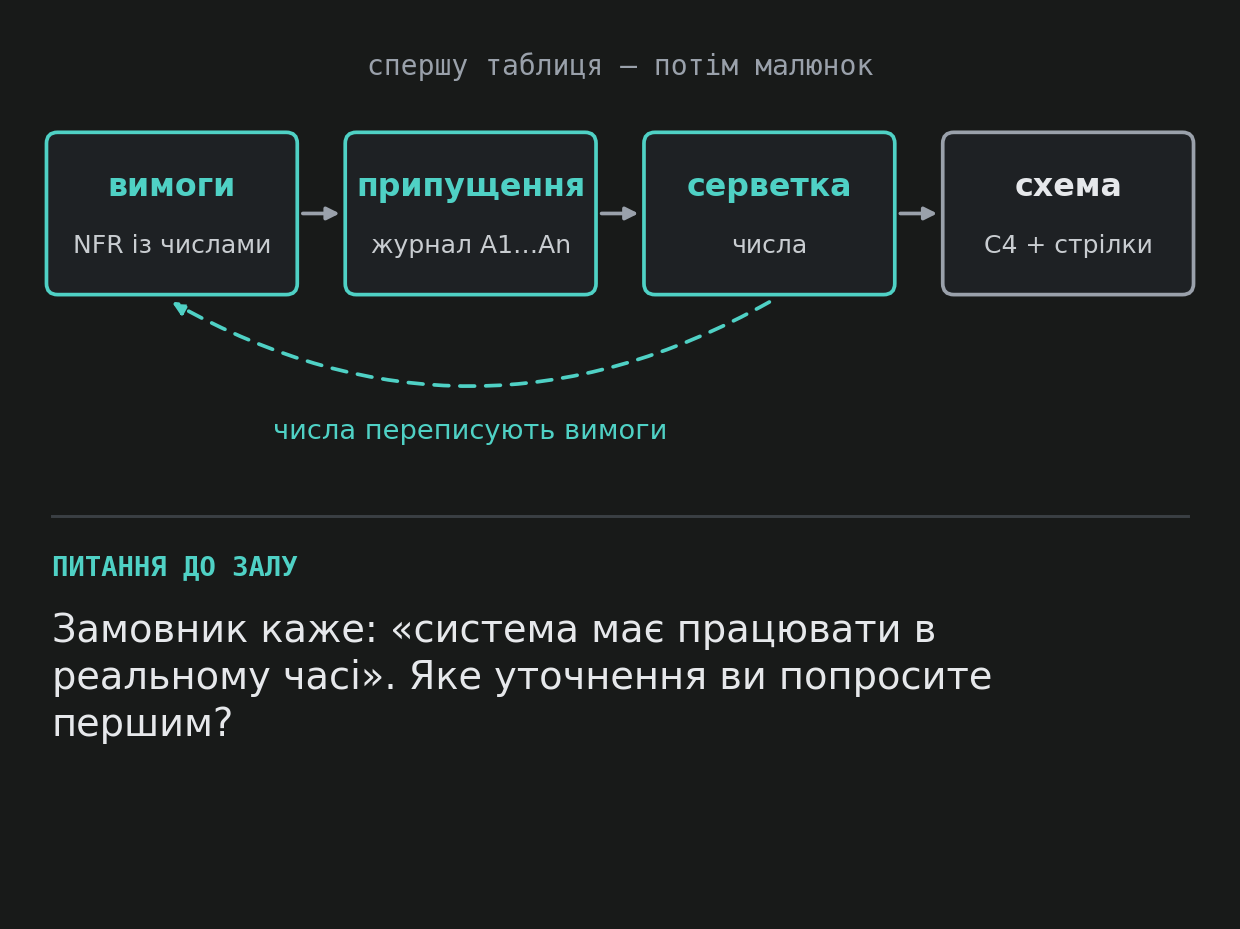 спершу таблиця — потім малюнок
вимоги
NFR із числами
припущення
журнал A1…An
серветка
числа
схема
C4 + стрілки
числа переписують вимоги
ПИТАННЯ ДО ЗАЛУ
Замовник каже: «система має працювати в
реальному часі». Яке уточнення ви попросите
першим?